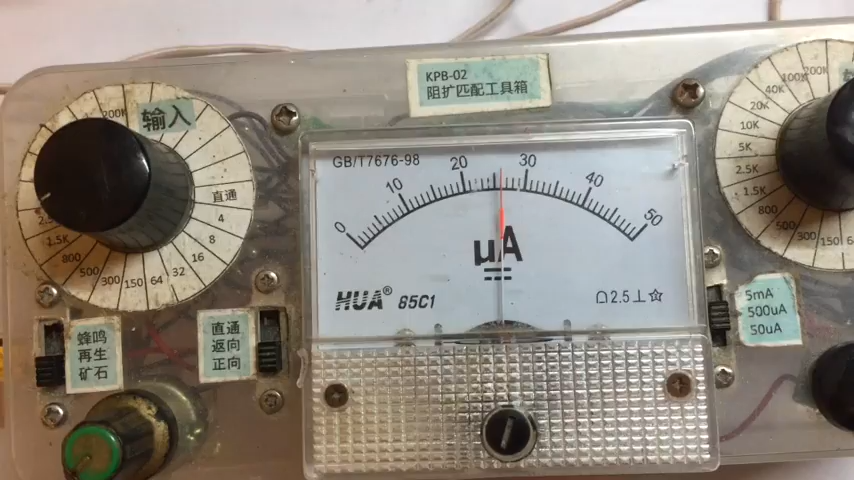 KPB-02
阻扩匹配工具箱
200K
输入
直通
4
8
16
32
64
150
300
500
800
1.5K
GB/T7676-98
0
10
20
30
40
50
μA
HUA® 85C1
2.5
200K
100K
40K
20K
10K
5K
2.5K
1.5K
800
500
300
150
蜂鸣
再生
矿石
直通
返向
正向
5mA
500uA
50uA